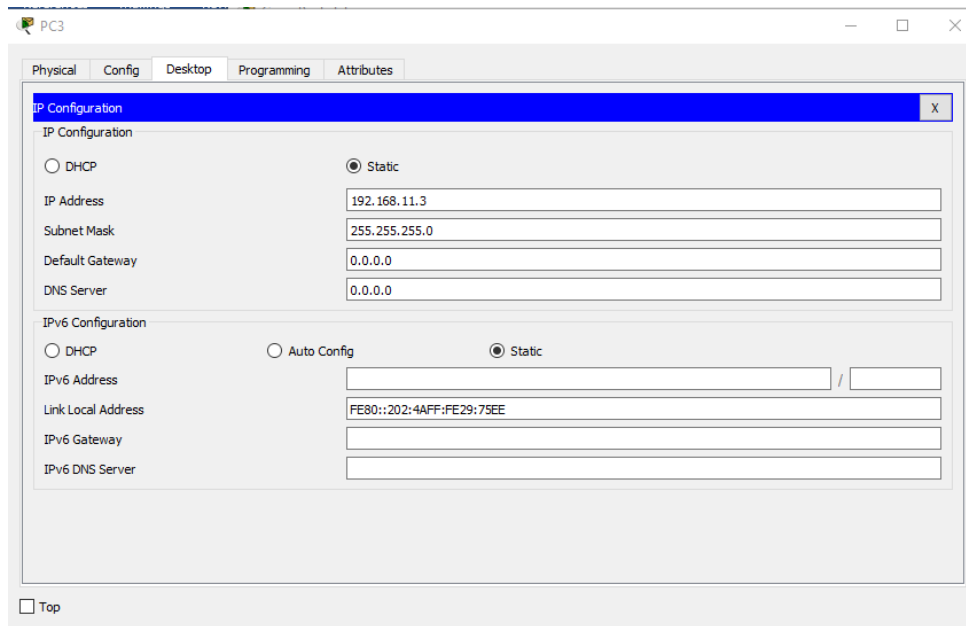 PC3
Physical Config Desktop Programming Attributes
IP Configuration X
IP Configuration
DHCP Static
IP Address 192.168.11.3
Subnet Mask 255.255.255.0
Default Gateway 0.0.0.0
DNS Server 0.0.0.0
IPv6 Configuration
DHCP Auto Config Static
IPv6 Address /
Link Local Address FE80::202:4AFF:FE29:75EE
IPv6 Gateway
IPv6 DNS Server
Top